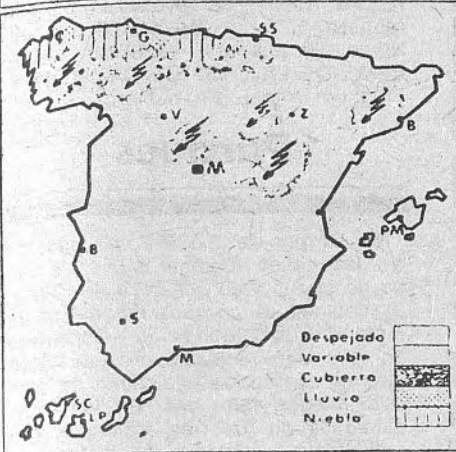 G
SS
V
Z
B
M
PM
B
S
M
SC
LP
Despejado
Variable
Cubierto
Lluvia
Niebla